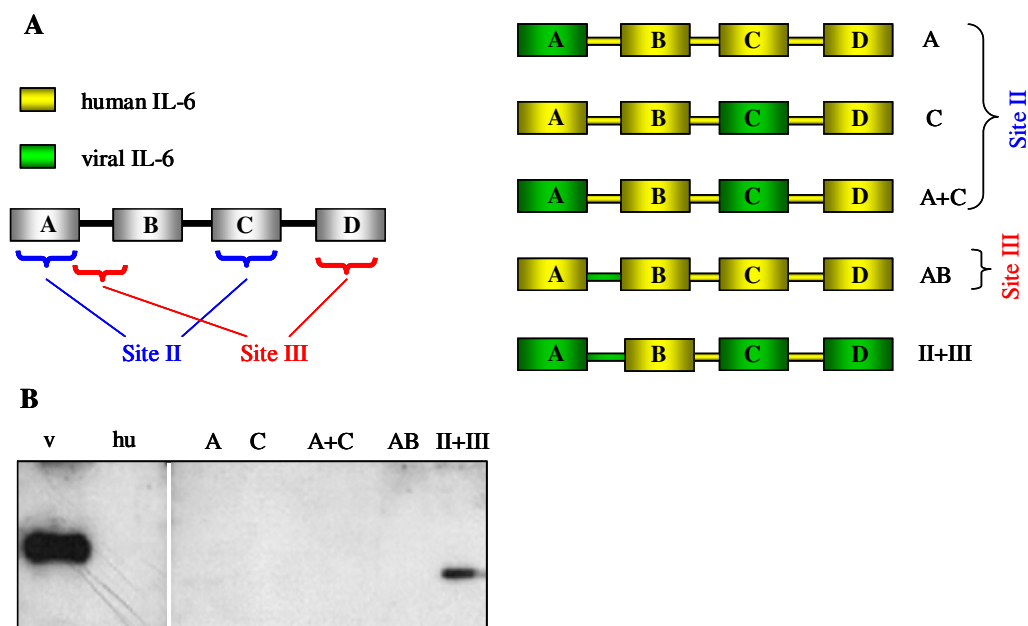 A
human IL-6
viral IL-6
A B C D
Site II Site III
A B C D A
A B C D C
A B C D A+C
Site II
A B C D AB
Site III
A B C D II+III
B
v hu A C A+C AB II+III